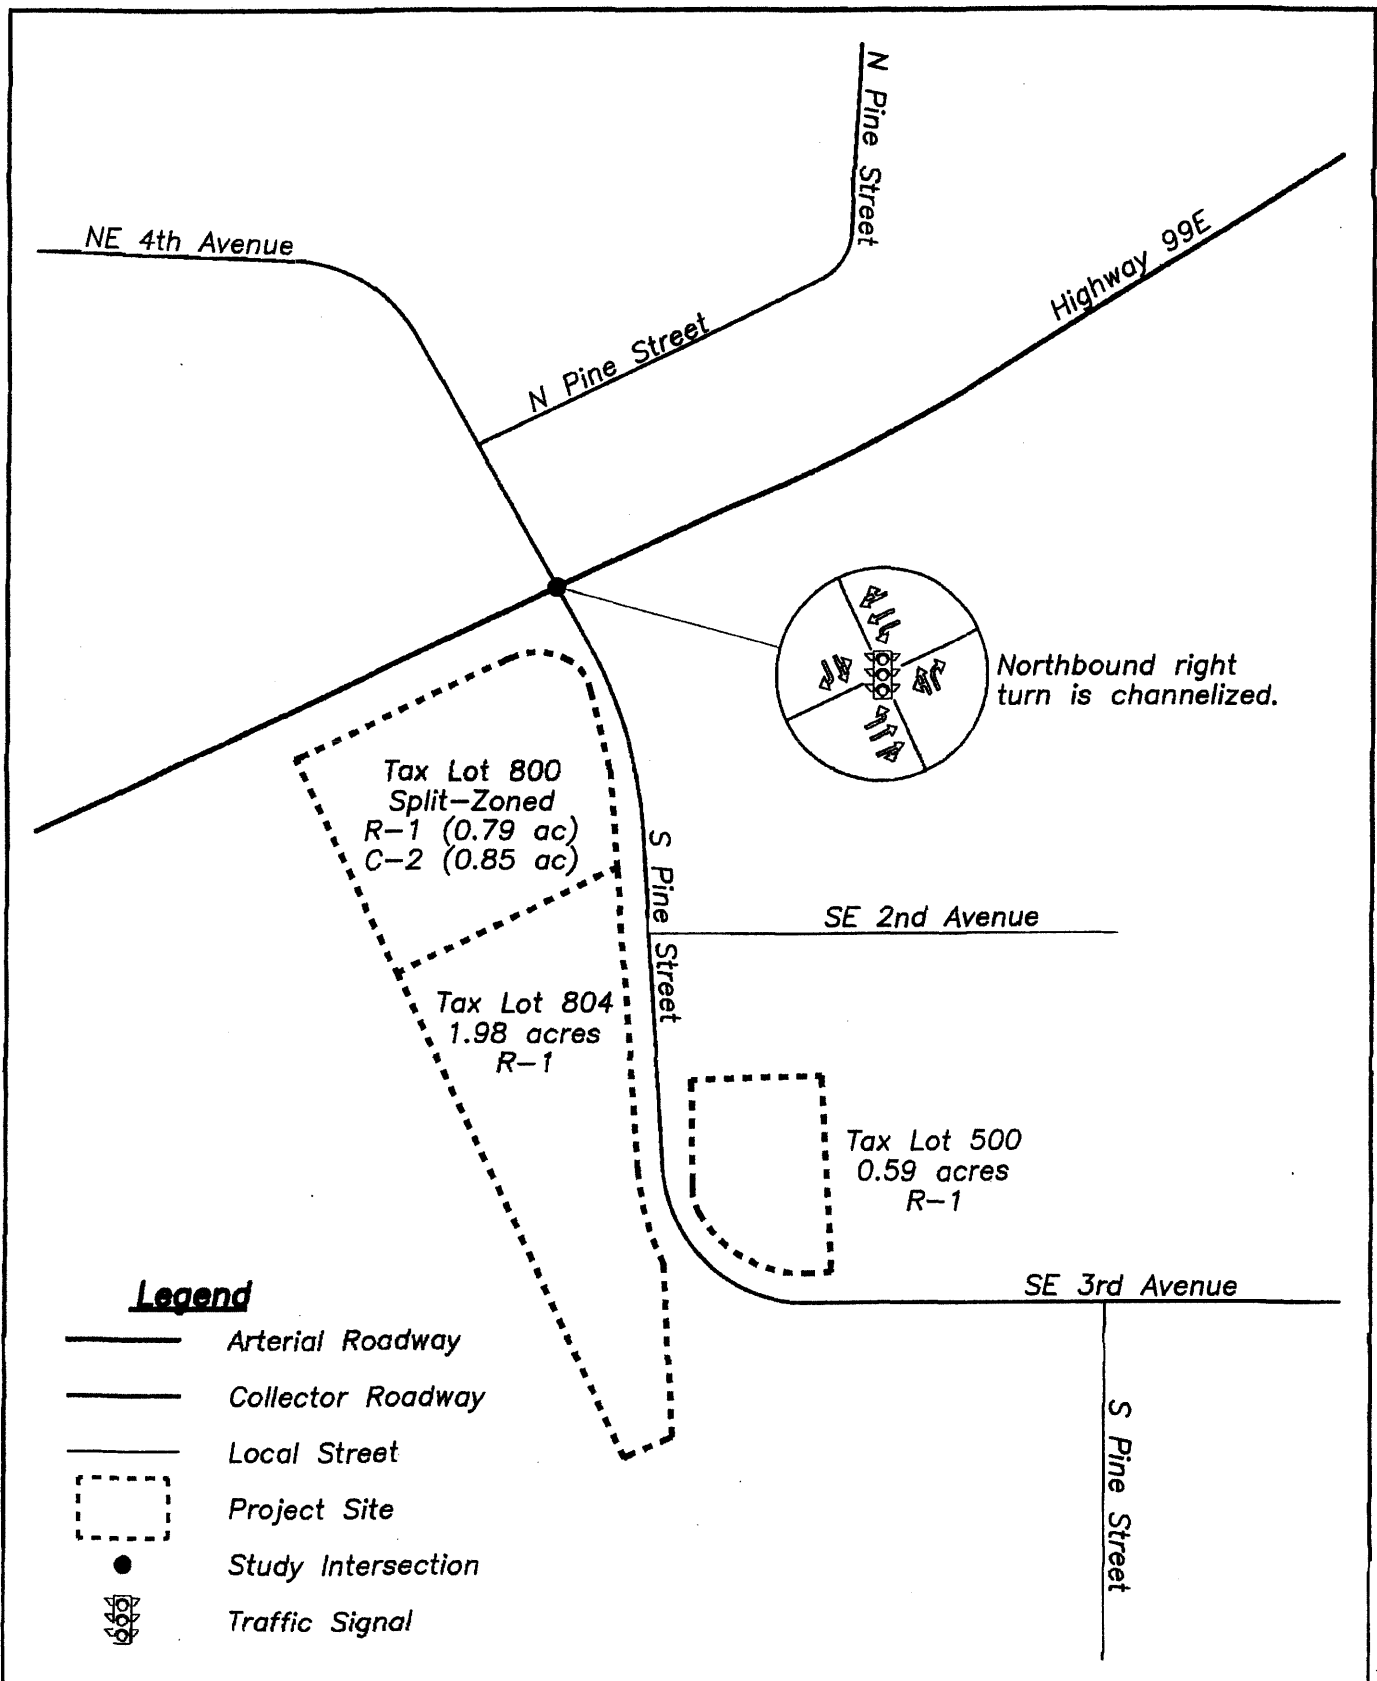 N Pine Street
NE 4th Avenue
Highway 99E
N Pine Street
Northbound right
turn is channelized.
Tax Lot 800
Split-Zoned
R-1 (0.79 ac)
C-2 (0.85 ac)
S Pine Street
SE 2nd Avenue
Tax Lot 804
1.98 acres
R-1
Tax Lot 500
0.59 acres
R-1
SE 3rd Avenue
S Pine Street
Legend
Arterial Roadway
Collector Roadway
Local Street
Project Site
Study Intersection
Traffic Signal